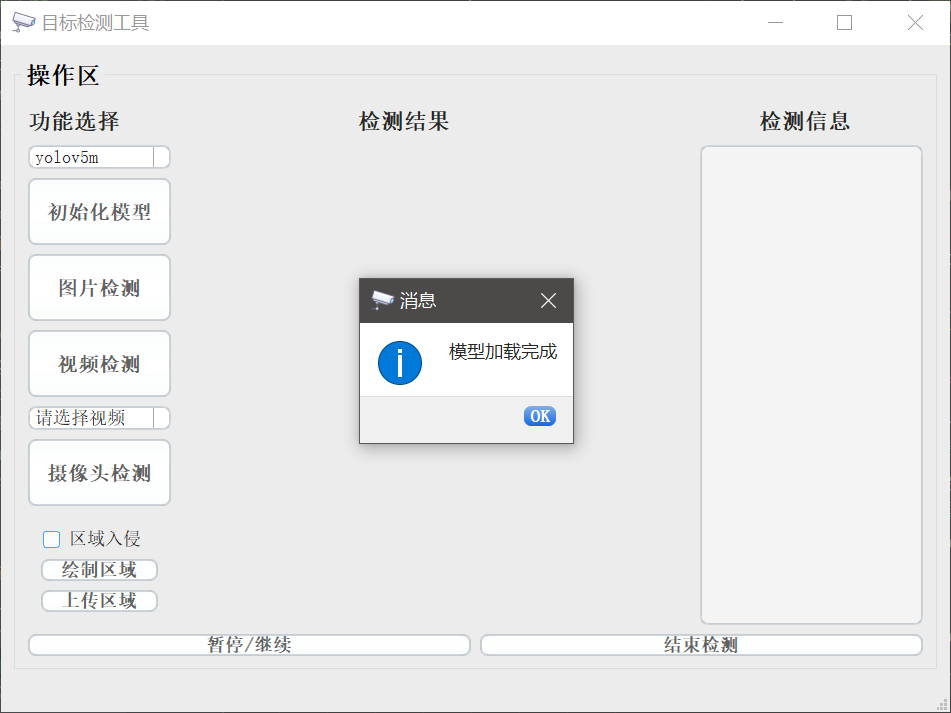 目标检测工具
操作区
功能选择
检测结果
检测信息
yolov5m
初始化模型
图片检测
视频检测
请选择视频
摄像头检测
区域入侵
绘制区域
上传区域
消息
模型加载完成
OK
暂停/继续
结束检测